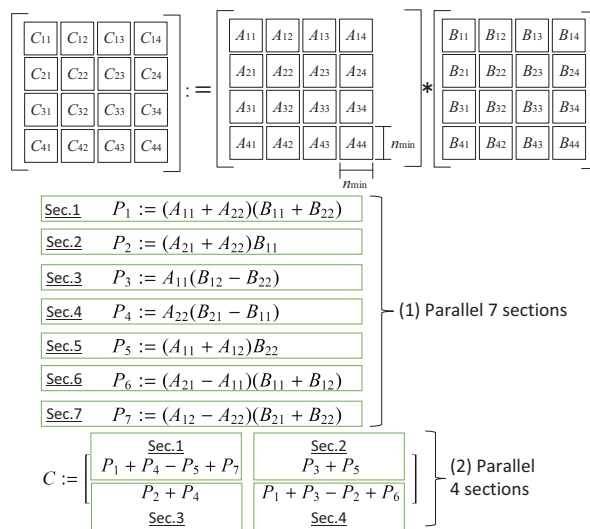 C11 C12 C13 C14 A11 A12 A13 A14 B11 B12 B13 B14
C21 C22 C23 C24 A21 A22 A23 A24 B21 B22 B23 B24
:= *
C31 C32 C33 C34 A31 A32 A33 A34 B31 B32 B33 B34
C41 C42 C43 C44 A41 A42 A43 A44 nmin B41 B42 B43 B44
nmin
Sec.1 P1 := (A11 + A22)(B11 + B22)
Sec.2 P2 := (A21 + A22)B11
Sec.3 P3 := A11(B12 − B22)
Sec.4 P4 := A22(B21 − B11)
(1) Parallel 7 sections
Sec.5 P5 := (A11 + A12)B22
Sec.6 P6 := (A21 − A11)(B11 + B12)
Sec.7 P7 := (A12 − A22)(B21 + B22)
Sec.1 Sec.2
P1 + P4 − P5 + P7 P3 + P5
C :=
P2 + P4 P1 + P3 − P2 + P6
Sec.3 Sec.4
(2) Parallel
4 sections